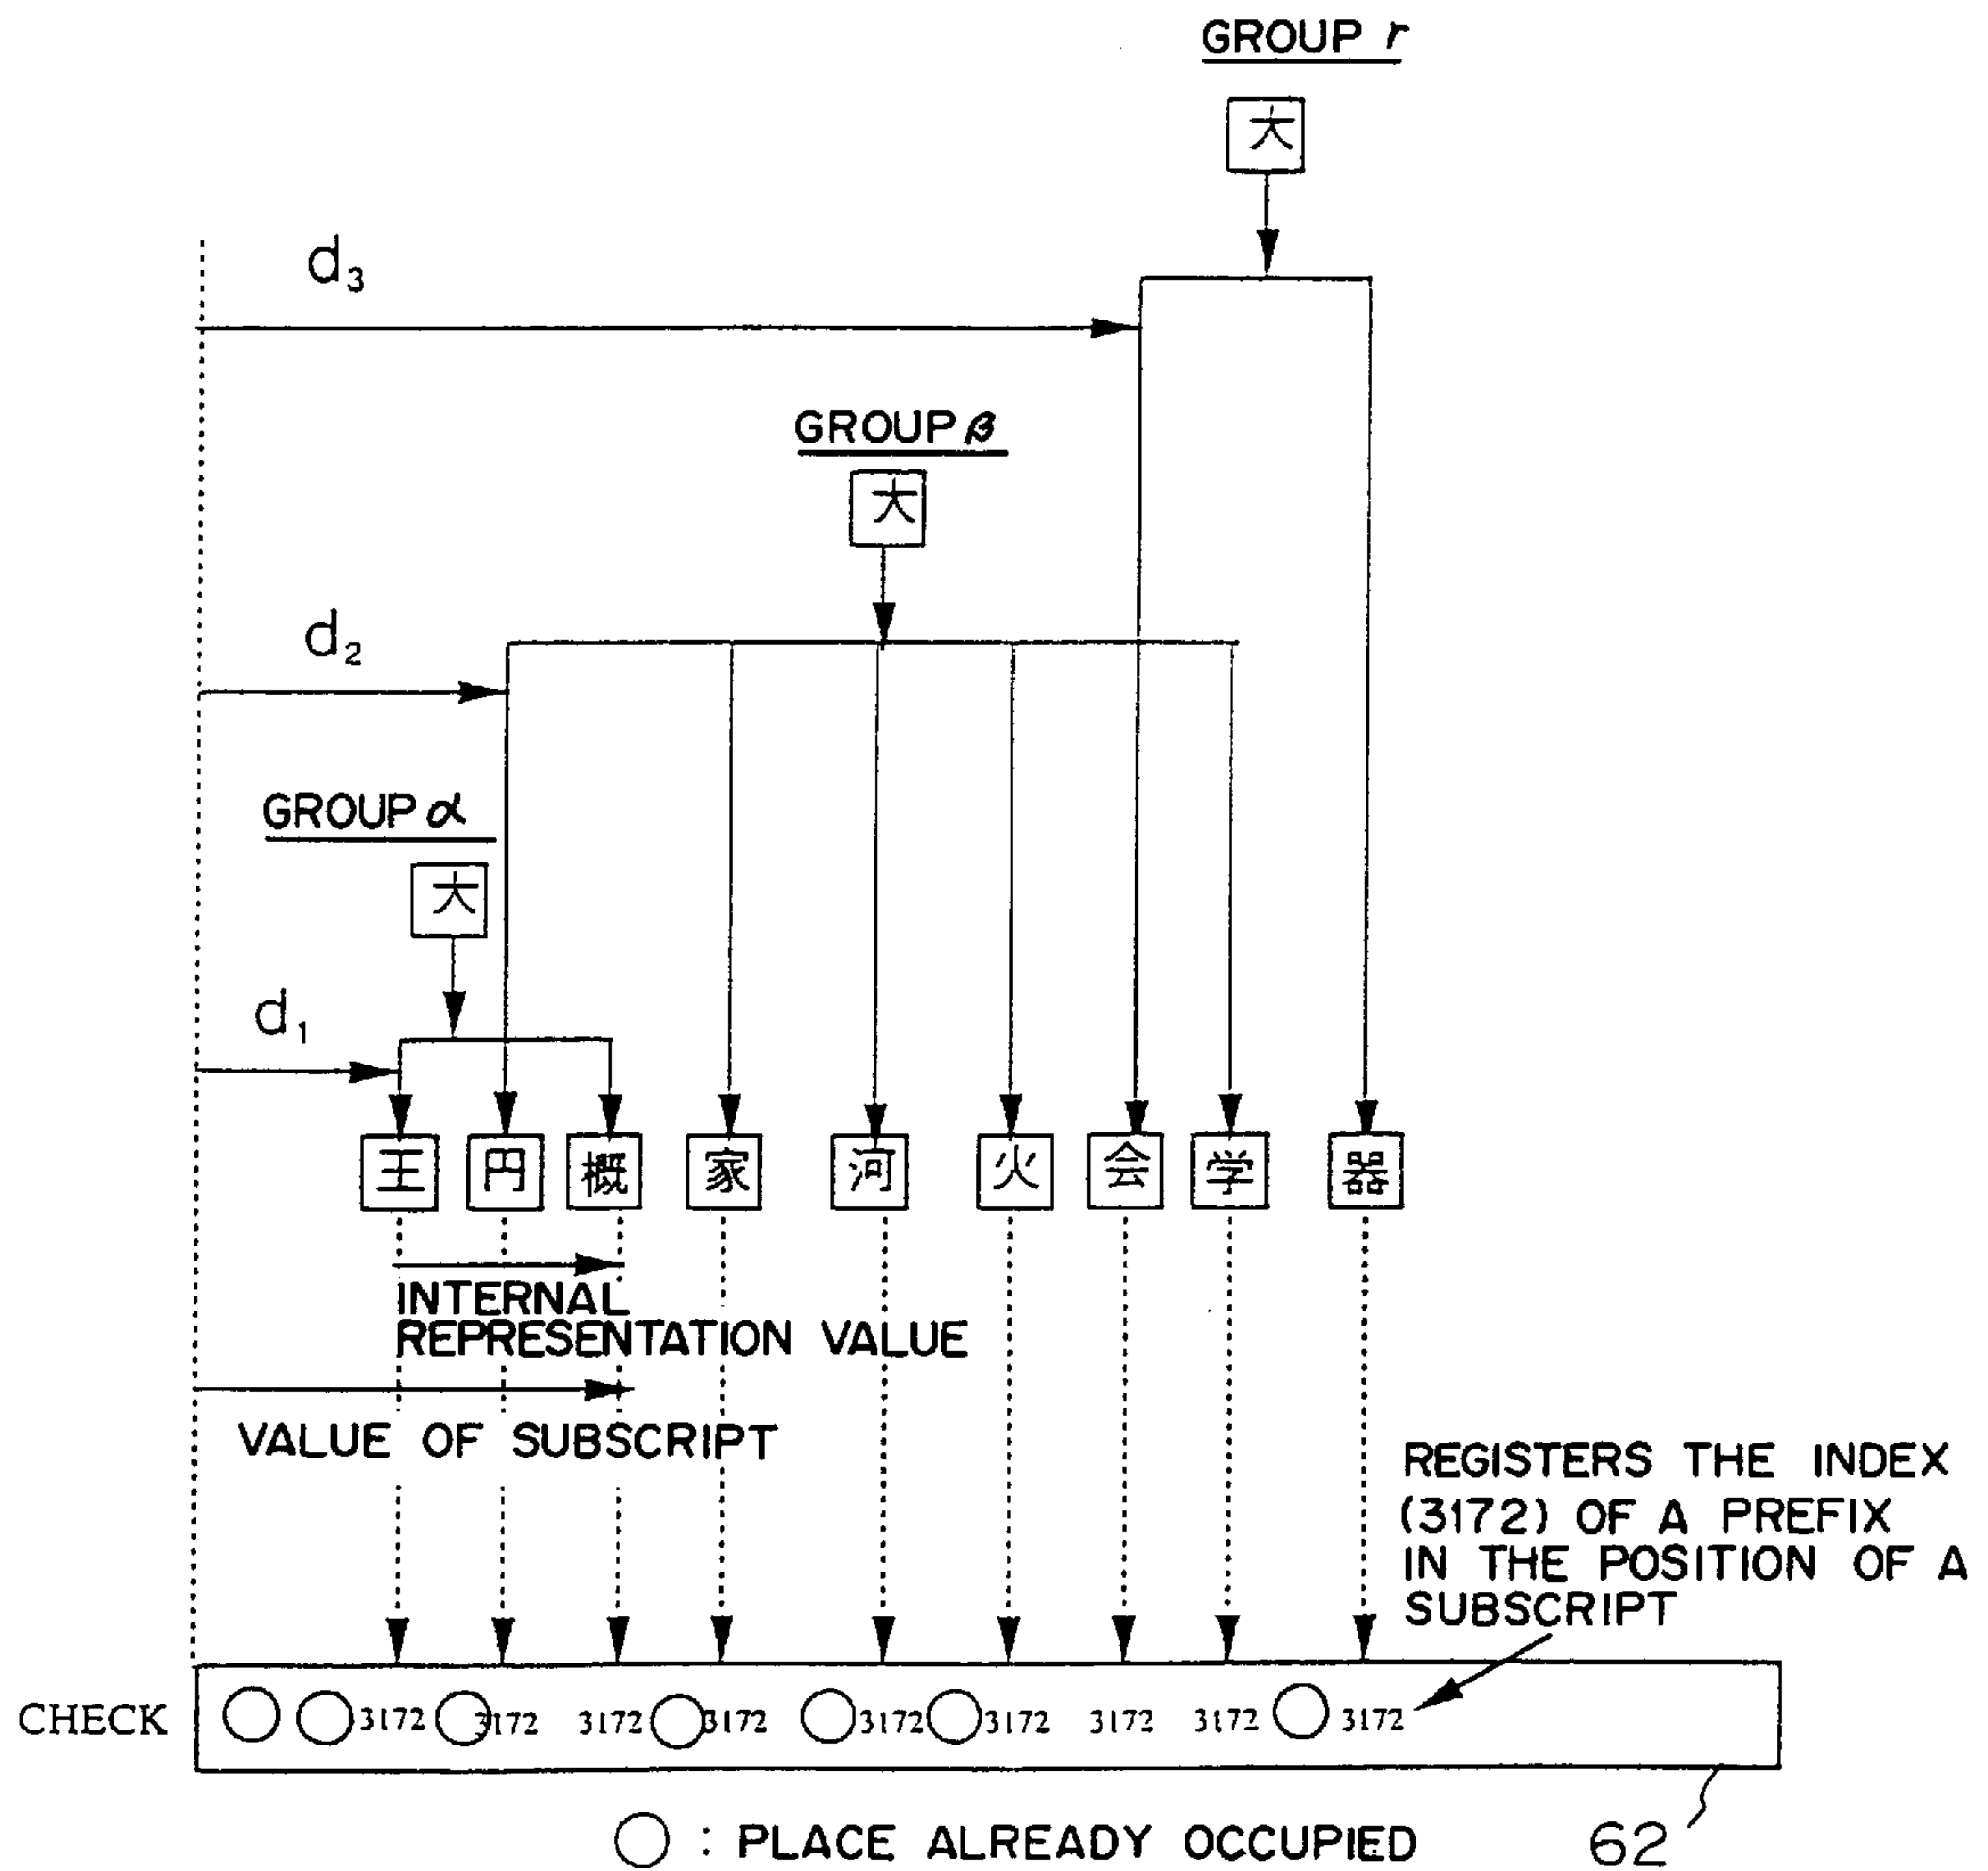 GROUP r
大
d₃
GROUP β
大
d₂
GROUP α
大
d₁
王 円 概 家 河 火 会 学 器
INTERNAL
REPRESENTATION VALUE
VALUE OF SUBSCRIPT
REGISTERS THE INDEX
(3172) OF A PREFIX
IN THE POSITION OF A
SUBSCRIPT
CHECK 3172 3172 3172 3172 3172 3172 3172 3172 3172
62
: PLACE ALREADY OCCUPIED